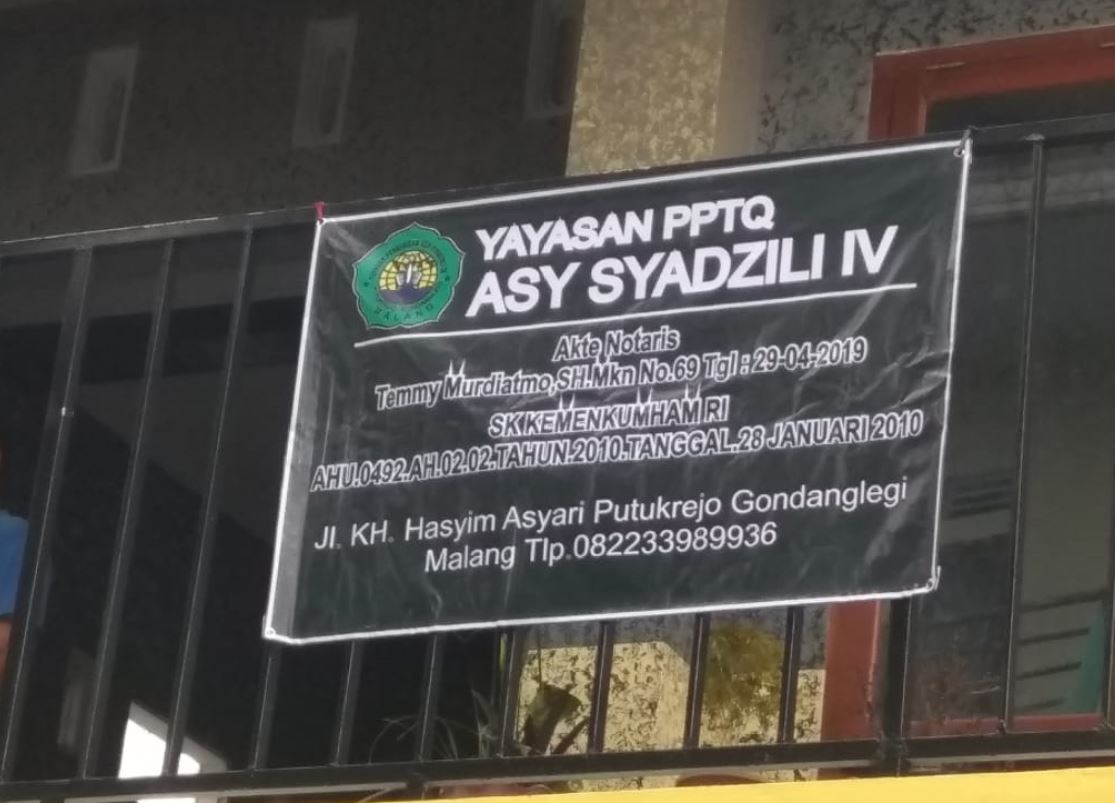 YAYASAN PPTQ
ASY SYADZILI IV
MALANG
Akte Notaris
Temmy Murdiatmo,SH.Mkn No.69 Tgl : 29-04-2019
SK KEMENKUMHAM RI
AHU.0492.AH.02.02.TAHUN.2010.TANGGAL.28 JANUARI 2010
Jl. KH. Hasyim Asyari Putukrejo Gondanglegi
Malang Tlp.082233989936